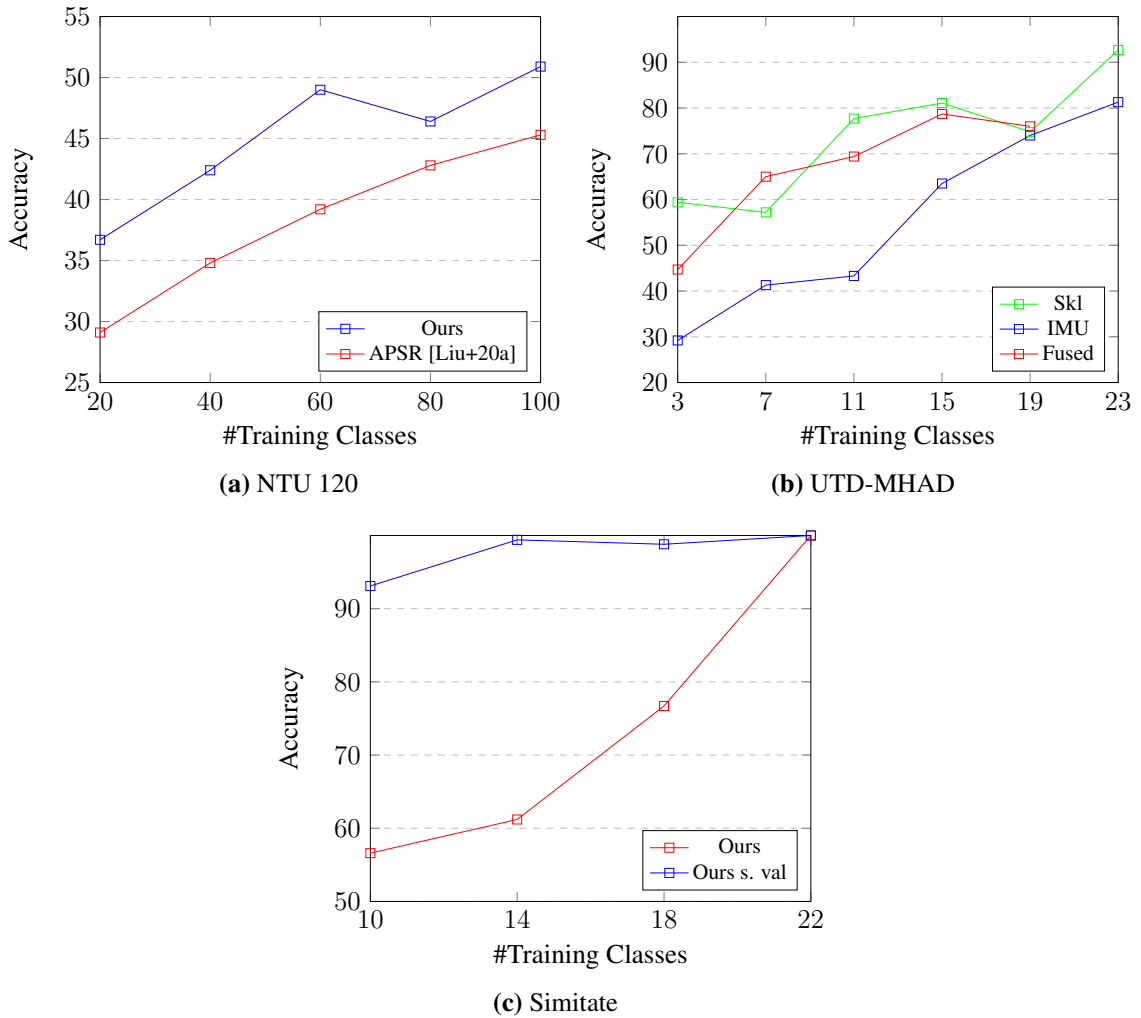 55
50
45
40
35
30
25
20
40
60
80
100
Accuracy
#Training Classes
Ours
APSR [Liu+20a]
(a) NTU 120
90
80
70
60
50
40
30
20
3
7
11
15
19
23
Accuracy
#Training Classes
Skl
IMU
Fused
(b) UTD-MHAD
90
80
70
60
50
10
14
18
22
Accuracy
#Training Classes
Ours
Ours s. val
(c) Simitate